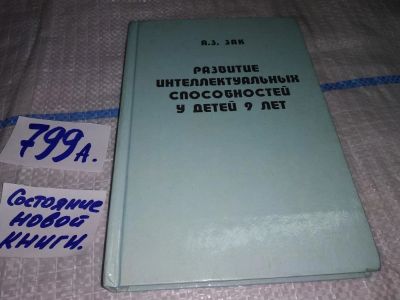 А.З. ЗАК
РАЗВИТИЕ
ИНТЕЛЛЕКТУАЛЬНЫХ
СПОСОБНОСТЕЙ
У ДЕТЕЙ 9 ЛЕТ
799А.
Состояние
новой
книги.